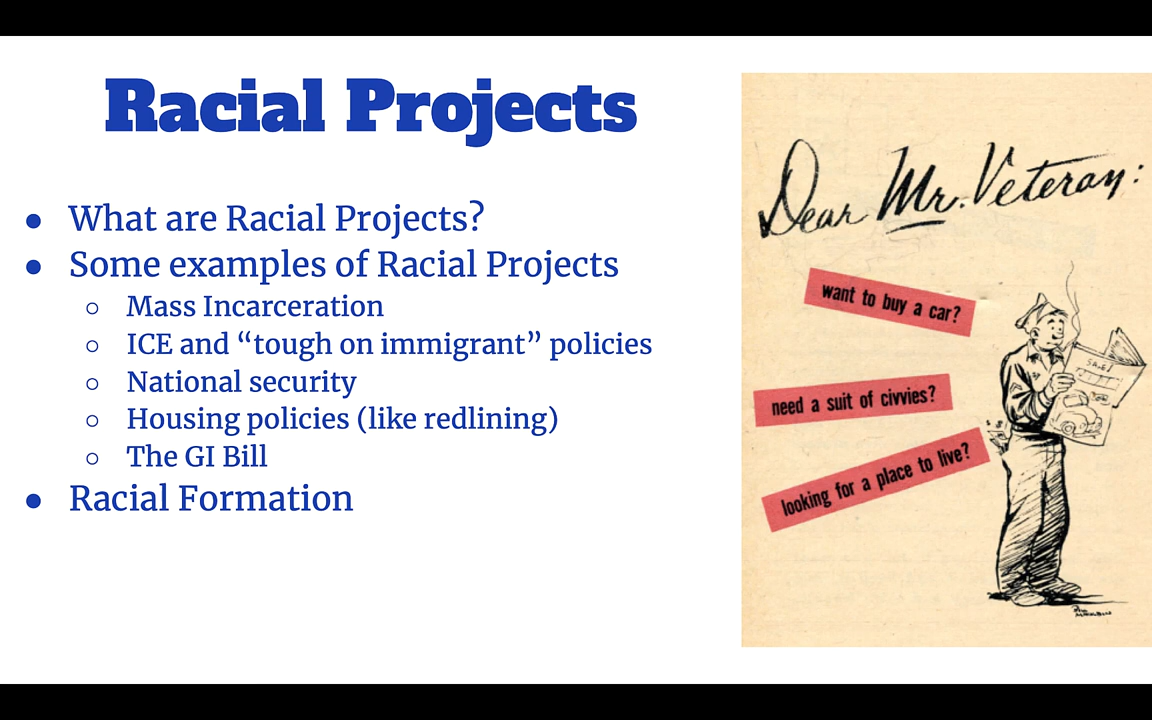 Racial Projects
● What are Racial Projects?
● Some examples of Racial Projects
○ Mass Incarceration
○ ICE and “tough on immigrant” policies
○ National security
○ Housing policies (like redlining)
○ The GI Bill
● Racial Formation
Dear Mr. Veteran:
want to buy a car?
need a suit of civvies?
looking for a place to live?
SALE!